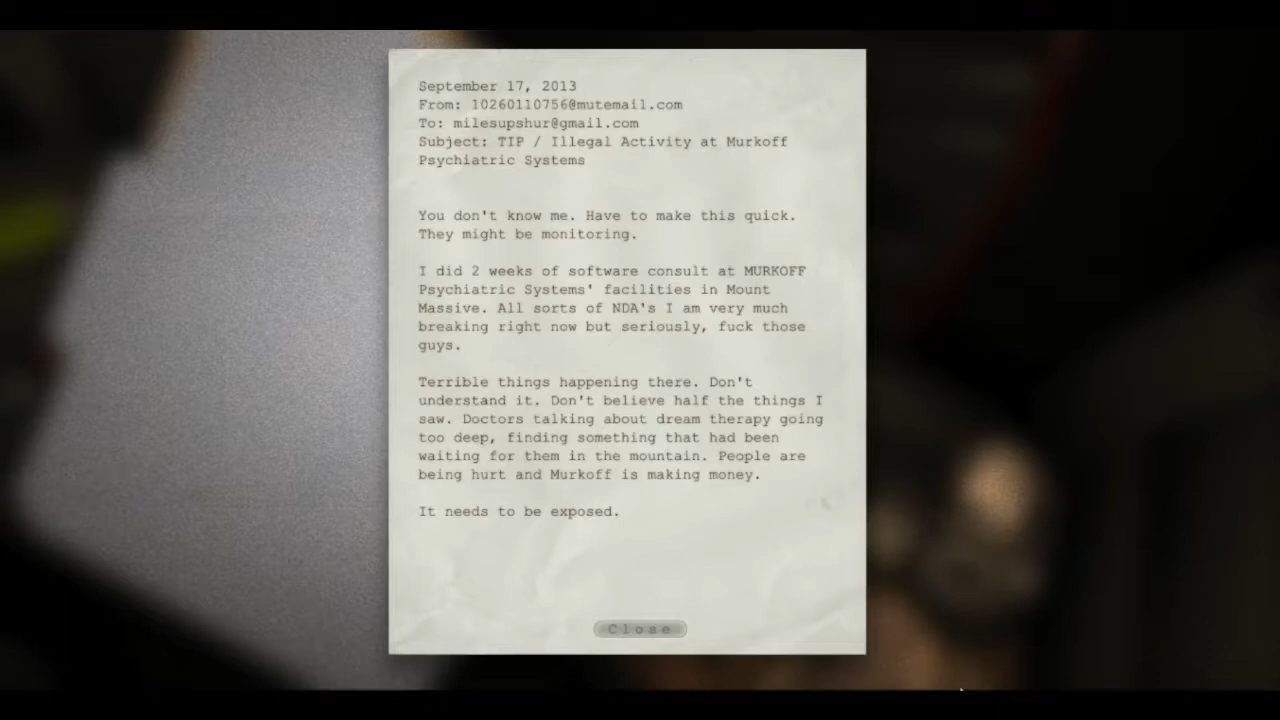 September 17, 2013
From: 10260110756@mutemail.com
To: milesupshur@gmail.com
Subject: TIP / Illegal Activity at Murkoff
Psychiatric Systems
You don't know me. Have to make this quick.
They might be monitoring.
I did 2 weeks of software consult at MURKOFF
Psychiatric Systems' facilities in Mount
Massive. All sorts of NDA's I am very much
breaking right now but seriously, fuck those
guys.
Terrible things happening there. Don't
understand it. Don't believe half the things I
saw. Doctors talking about dream therapy going
too deep, finding something that had been
waiting for them in the mountain. People are
being hurt and Murkoff is making money.
It needs to be exposed.
Close